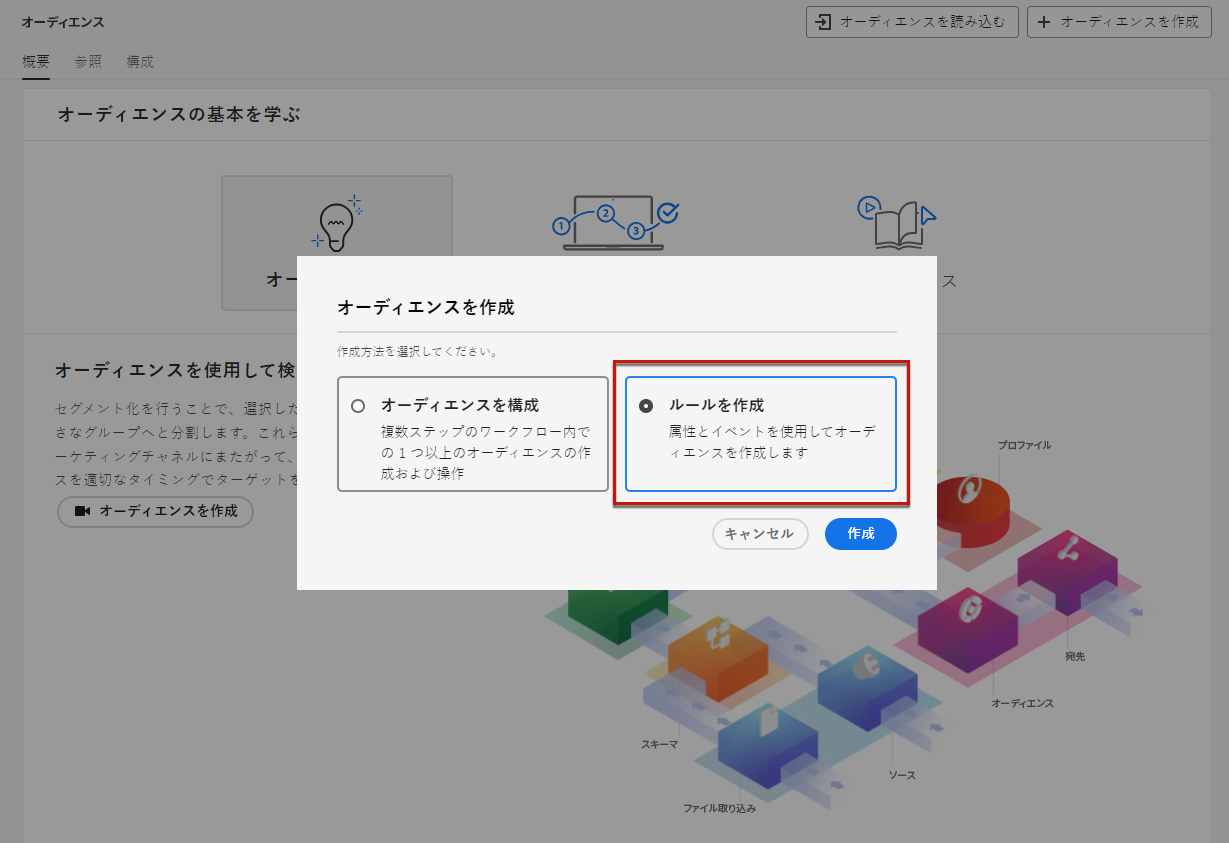 オーディエンス
オーディエンスを読み込む
オーディエンスを作成
概要
参照
構成
オーディエンスの基本を学ぶ
オー
ス
オーディエンスを作成
作成方法を選択してください。
オーディエンスを構成
複数ステップのワークフロー内で
の 1 つ以上のオーディエンスの作
成および操作
ルールを作成
属性とイベントを使用してオーデ
ィエンスを作成します
キャンセル
作成
オーディエンスを使用して検
セグメント化を行うことで、選択した
さなグループへと分割します。これら
ーケティングチャネルにまたがって、
スを適切なタイミングでターゲットを
オーディエンスを作成
1
2
3
プロファイル
宛先
オーディエンス
スキーマ
ソース
ファイル取り込み